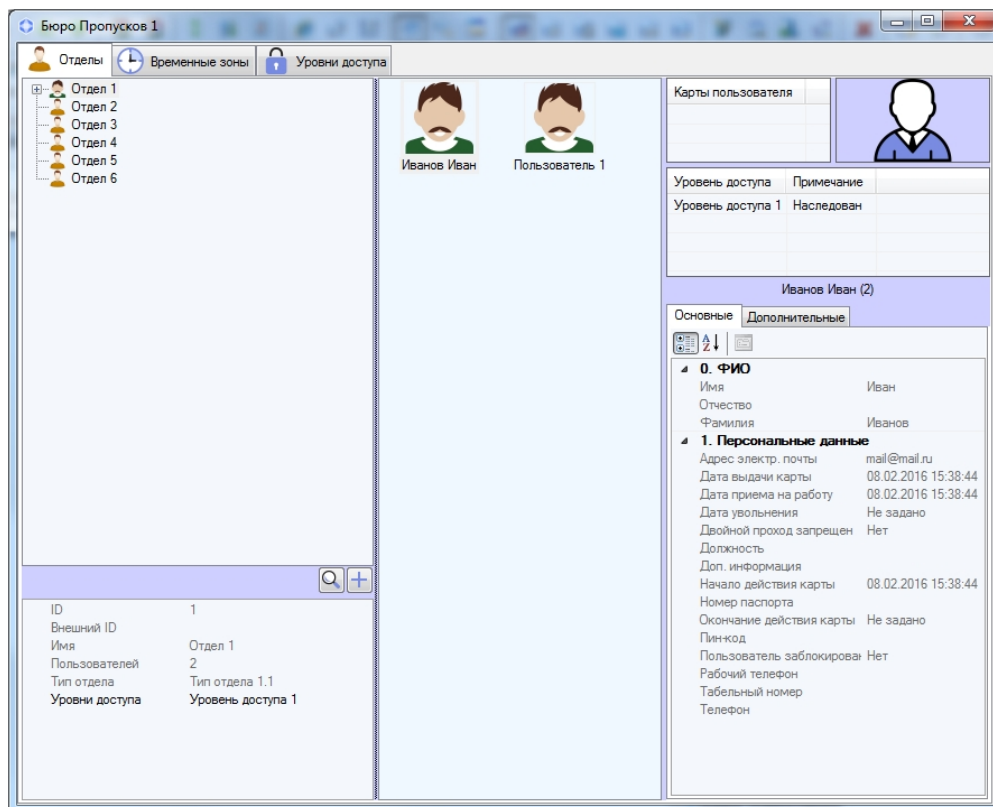 Бюро Пропусков 1
Отделы
Временные зоны
Уровни доступа
Отдел 1
Отдел 2
Отдел 3
Отдел 4
Отдел 5
Отдел 6
ID 1
Внешний ID
Имя Отдел 1
Пользователей 2
Тип отдела Тип отдела 1.1
Уровни доступа Уровень доступа 1
Иванов Иван
Пользователь 1
Карты пользователя
Уровень доступа Примечание
Уровень доступа 1 Наследован
Иванов Иван (2)
Основные Дополнительные
0. ФИО
Имя Иван
Отчество
Фамилия Иванов
1. Персональные данные
Адрес электр. почты mail@mail.ru
Дата выдачи карты 08.02.2016 15:38:44
Дата приема на работу 08.02.2016 15:38:44
Дата увольнения Не задано
Двойной проход запрещен Нет
Должность
Доп. информация
Начало действия карты 08.02.2016 15:38:44
Номер паспорта
Окончание действия карты Не задано
Пин-код
Пользователь заблокирован Нет
Рабочий телефон
Табельный номер
Телефон